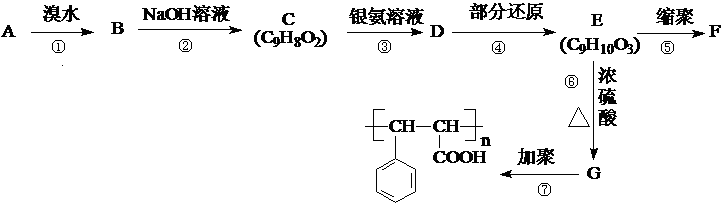 A 溴水 ① B NaOH溶液 ② C (C₉H₈O₂) 银氨溶液 ③ D 部分还原 ④ E (C₉H₁₀O₃) 缩聚 ⑤ F
⑥ 浓硫酸 △
CH CH n
COOH 加聚 ⑦ G